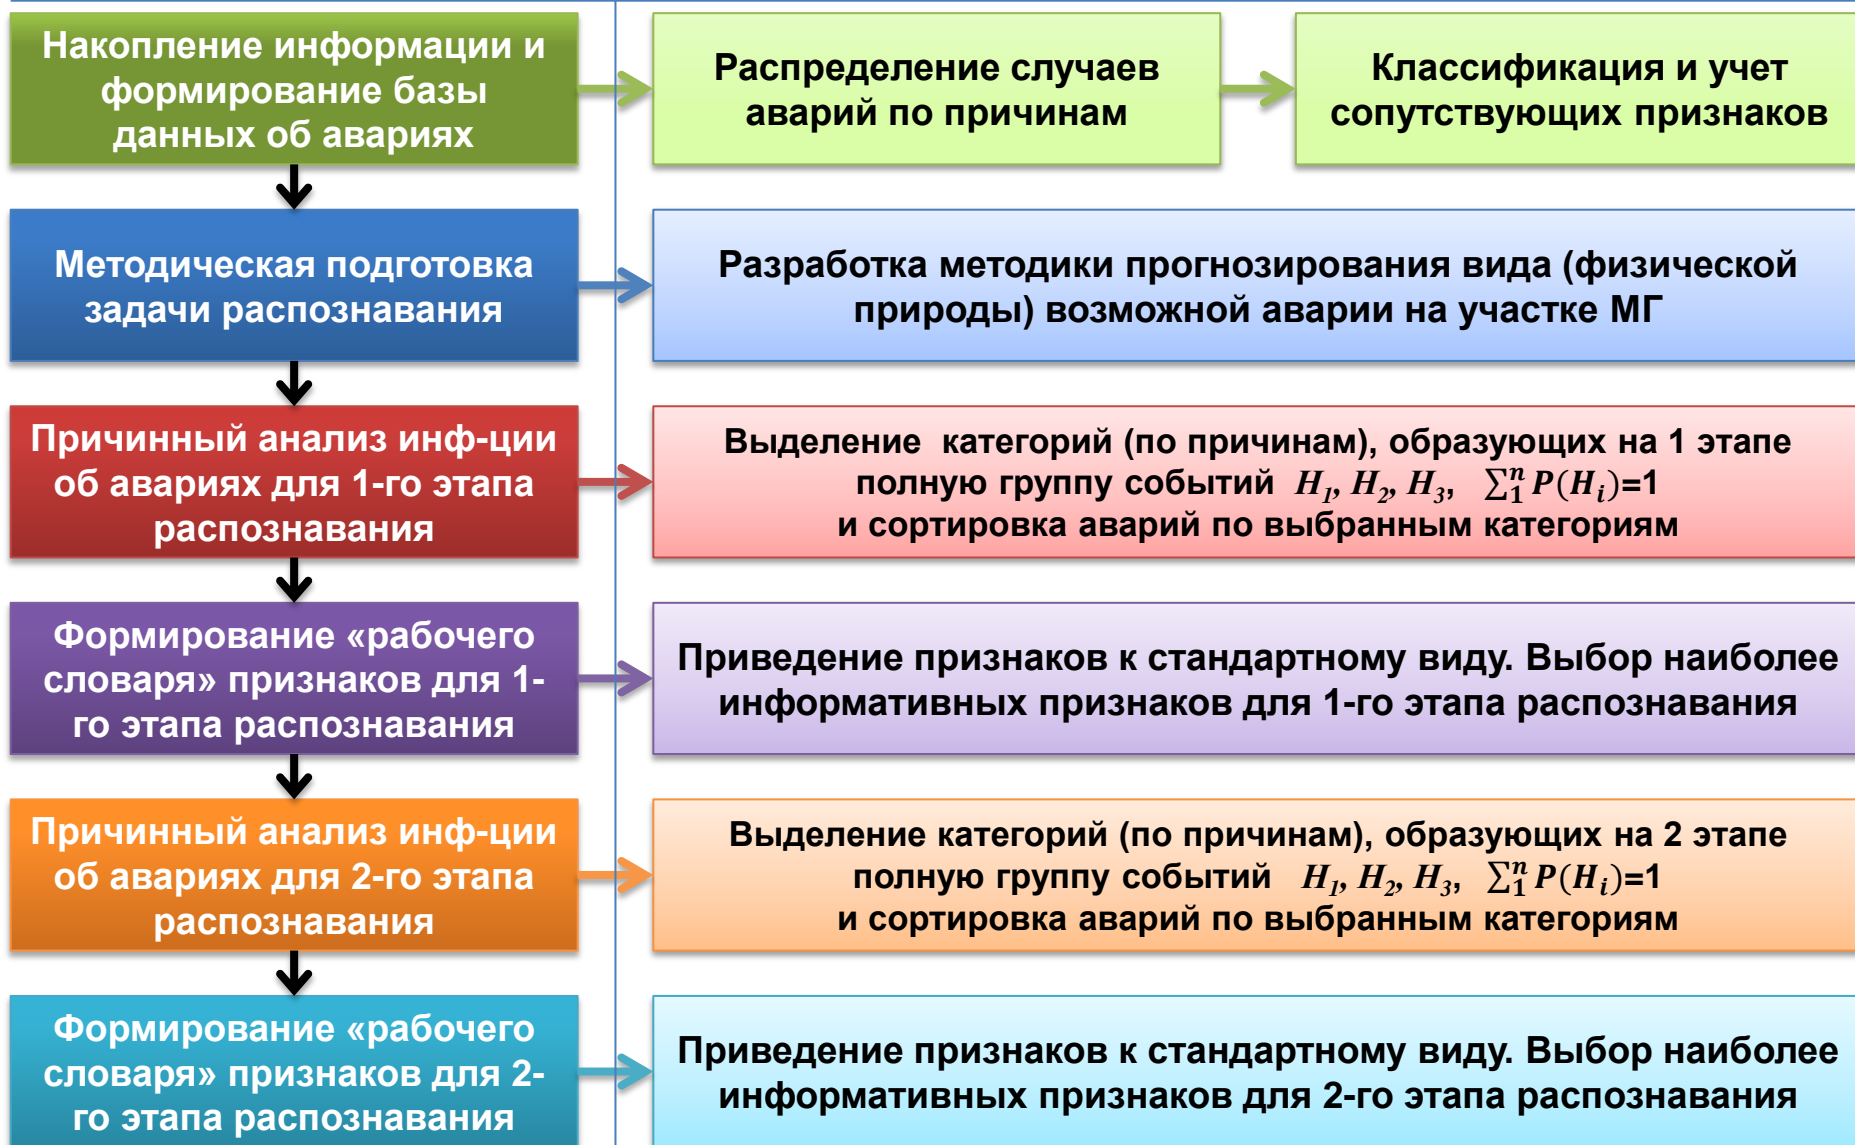 Накопление информации и
формирование базы
данных об авариях
Распределение случаев
аварий по причинам
Классификация и учет
сопутствующих признаков
Методическая подготовка
задачи распознавания
Разработка методики прогнозирования вида (физической
природы) возможной аварии на участке МГ
Причинный анализ инф-ции
об авариях для 1-го этапа
распознавания
Выделение категорий (по причинам), образующих на 1 этапе
полную группу событий H₁, H₂, H₃, ∑₁ⁿ P(Hᵢ)=1
и сортировка аварий по выбранным категориям
Формирование «рабочего
словаря» признаков для 1-
го этапа распознавания
Приведение признаков к стандартному виду. Выбор наиболее
информативных признаков для 1-го этапа распознавания
Причинный анализ инф-ции
об авариях для 2-го этапа
распознавания
Выделение категорий (по причинам), образующих на 2 этапе
полную группу событий H₁, H₂, H₃, ∑₁ⁿ P(Hᵢ)=1
и сортировка аварий по выбранным категориям
Формирование «рабочего
словаря» признаков для 2-
го этапа распознавания
Приведение признаков к стандартному виду. Выбор наиболее
информативных признаков для 2-го этапа распознавания